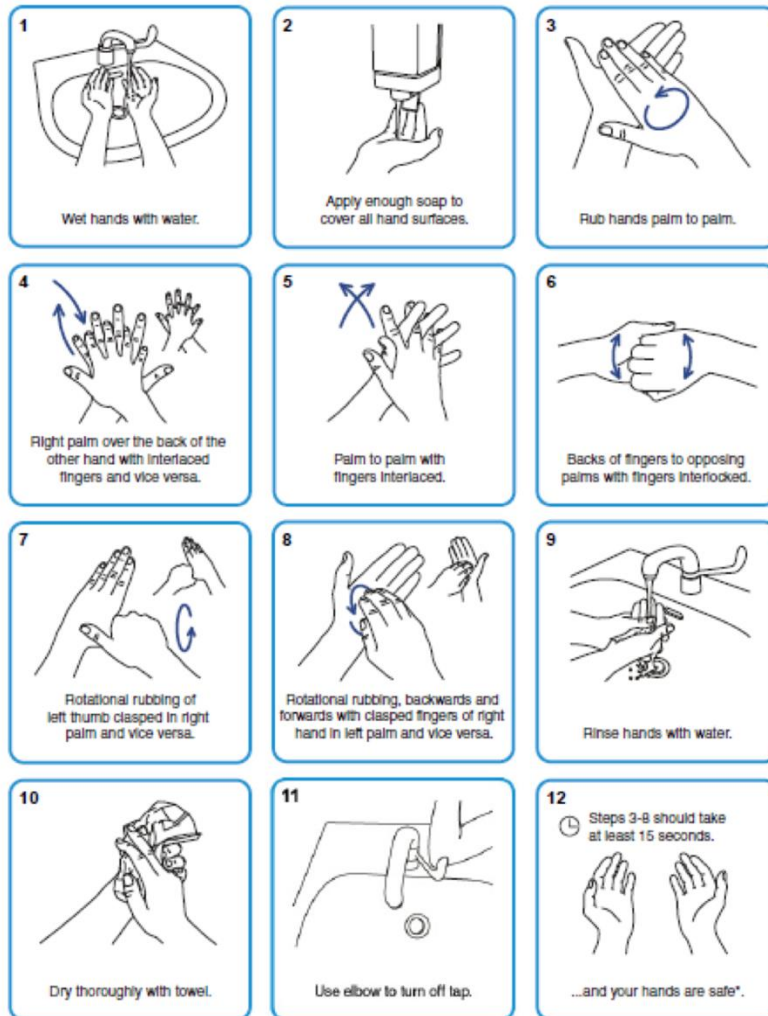 1
Wet hands with water.
2
Apply enough soap to
cover all hand surfaces.
3
Rub hands palm to palm.
4
Right palm over the back of the
other hand with interlaced
fingers and vice versa.
5
Palm to palm with
fingers interlaced.
6
Backs of fingers to opposing
palms with fingers interlocked.
7
Rotational rubbing of
left thumb clasped in right
palm and vice versa.
8
Rotational rubbing, backwards and
forwards with clasped fingers of right
hand in left palm and vice versa.
9
Rinse hands with water.
10
Dry thoroughly with towel.
11
Use elbow to turn off tap.
12
Steps 3-8 should take
at least 15 seconds.
...and your hands are safe*.